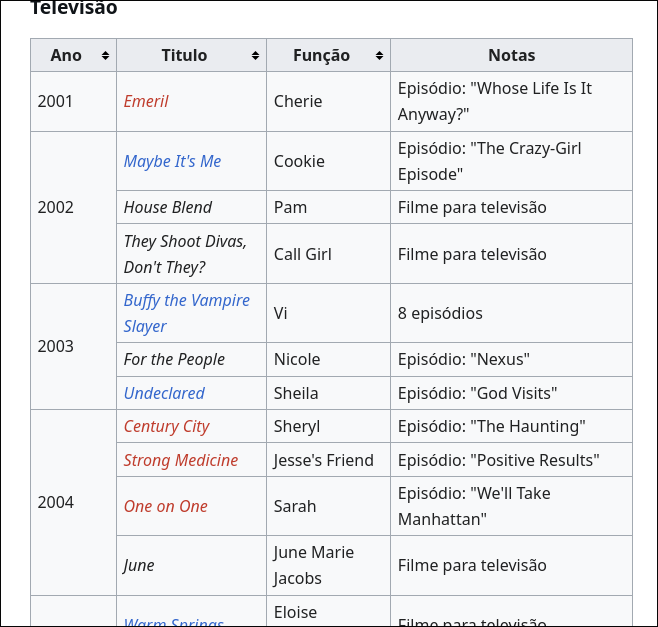 Televisão
Ano Titulo Função Notas
2001 Emeril Cherie Episódio: "Whose Life Is It
Anyway?"
2002 Maybe It's Me Cookie Episódio: "The Crazy-Girl
Episode"
House Blend Pam Filme para televisão
They Shoot Divas,
Don't They? Call Girl Filme para televisão
2003 Buffy the Vampire
Slayer Vi 8 episódios
For the People Nicole Episódio: "Nexus"
Undeclared Sheila Episódio: "God Visits"
2004 Century City Sheryl Episódio: "The Haunting"
Strong Medicine Jesse's Friend Episódio: "Positive Results"
One on One Sarah Episódio: "We'll Take
Manhattan"
June June Marie
Jacobs Filme para televisão
Eloise
Warm Springs Filme para televisão